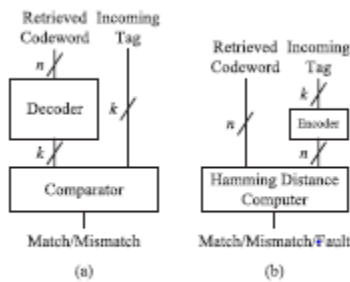 Retrieved
Codeword
Incoming
Tag
n
Decoder
k
k
Comparator
Match/Mismatch
(a)
Retrieved
Codeword
Incoming
Tag
k
Encoder
n
n
Hamming Distance
Computer
Match/Mismatch/Fault
(b)